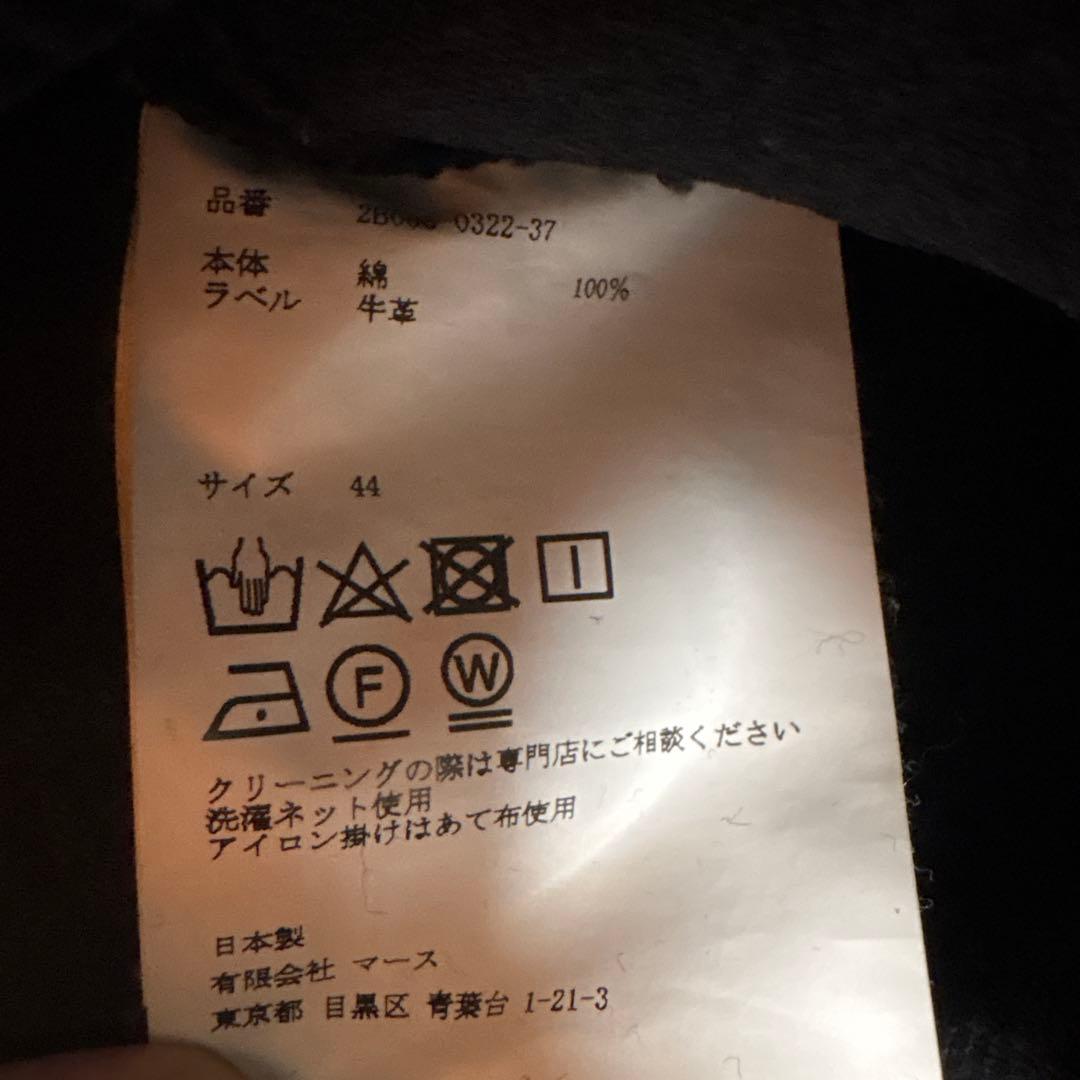 品番 0322-37
本体 綿 100%
ラベル 牛革
サイズ 44
F W
クリーニングの際は専門店にご相談ください
洗濯ネット使用
アイロン掛けはあて布使用
日本製
有限会社 マース
東京都 目黒区 青葉台 1-21-3